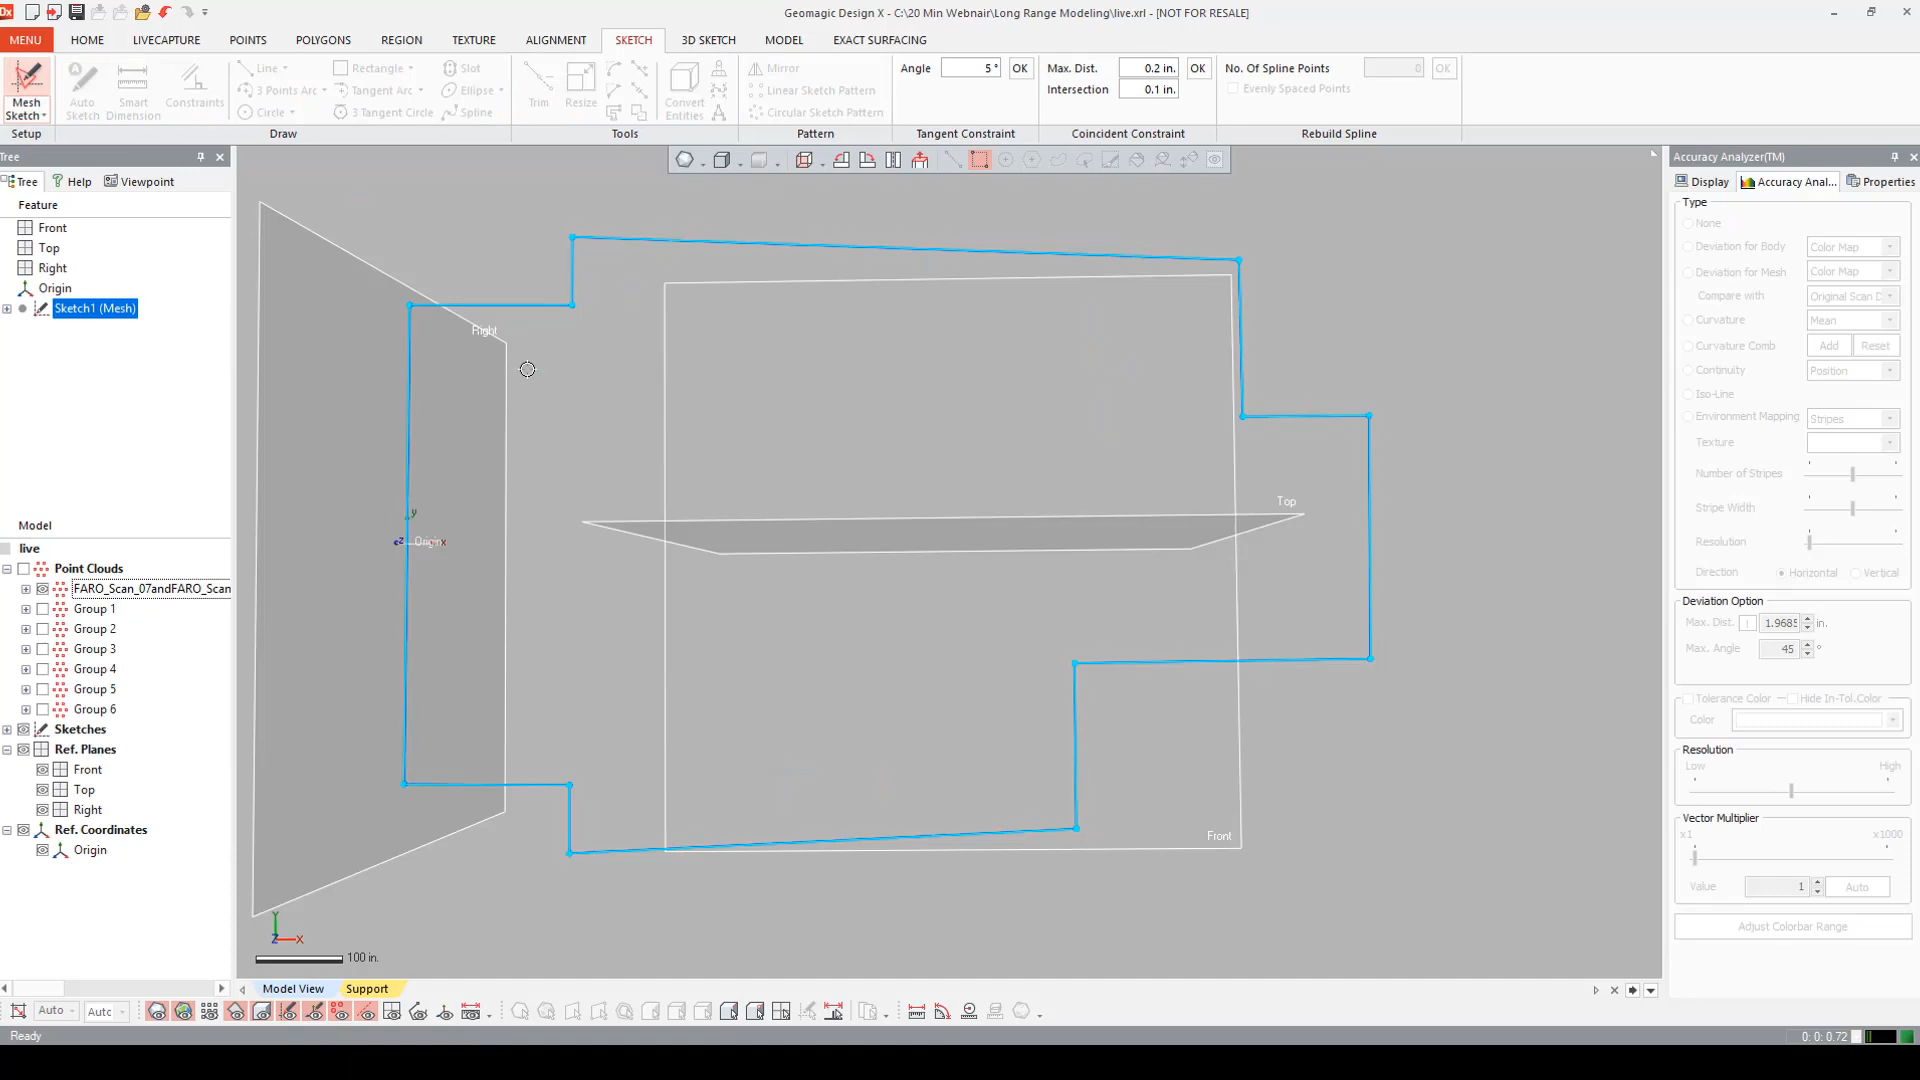 Geomagic Design X - C:\20 Min Webnair\Long Range Modeling\live.xrl - [NOT FOR RESALE]
MENU HOME LIVECAPTURE POINTS POLYGONS REGION TEXTURE ALIGNMENT SKETCH 3D SKETCH MODEL EXACT SURFACING
Mesh Sketch
Auto Sketch
Smart Dimension
Constraints
Line Rectangle Slot
3 Points Arc Tangent Arc Ellipse
Circle 3 Tangent Circle Spline
Trim
Resize
Convert Entities
Mirror
Linear Sketch Pattern
Circular Sketch Pattern
Angle 5° OK
Max. Dist. 0.2 in. OK
Intersection 0.1 in.
No. Of Spline Points 0 OK
Evenly Spaced Points
Setup Draw Tools Pattern Tangent Constraint Coincident Constraint Rebuild Spline
Tree
Tree Help Viewpoint
Feature
Front
Top
Right
Origin
Sketch1 (Mesh)
Model
live
Point Clouds
FARO_Scan_07andFARO_Scan
Group 1
Group 2
Group 3
Group 4
Group 5
Group 6
Sketches
Ref. Planes
Front
Top
Right
Ref. Coordinates
Origin
Right
Top
y
z Origin x
Front
Y
Z X
100 in.
Model View Support
Accuracy Analyzer(TM)
Display Accuracy Anal... Properties
Type
None
Deviation for Body Color Map
Deviation for Mesh Color Map
Compare with Original Scan D
Curvature Mean
Curvature Comb Add Reset
Continuity Position
Iso-Line
Environment Mapping Stripes
Texture
Number of Stripes
Stripe Width
Resolution
Direction Horizontal Vertical
Deviation Option
Max. Dist. 1.9685 in.
Max. Angle 45 °
Tolerance Color Hide In-Tol.Color
Color
Resolution
Low High
Vector Multiplier
x1 x1000
Value 1 Auto
Adjust Colorbar Range
Auto Auto
Ready
0: 0: 0.72